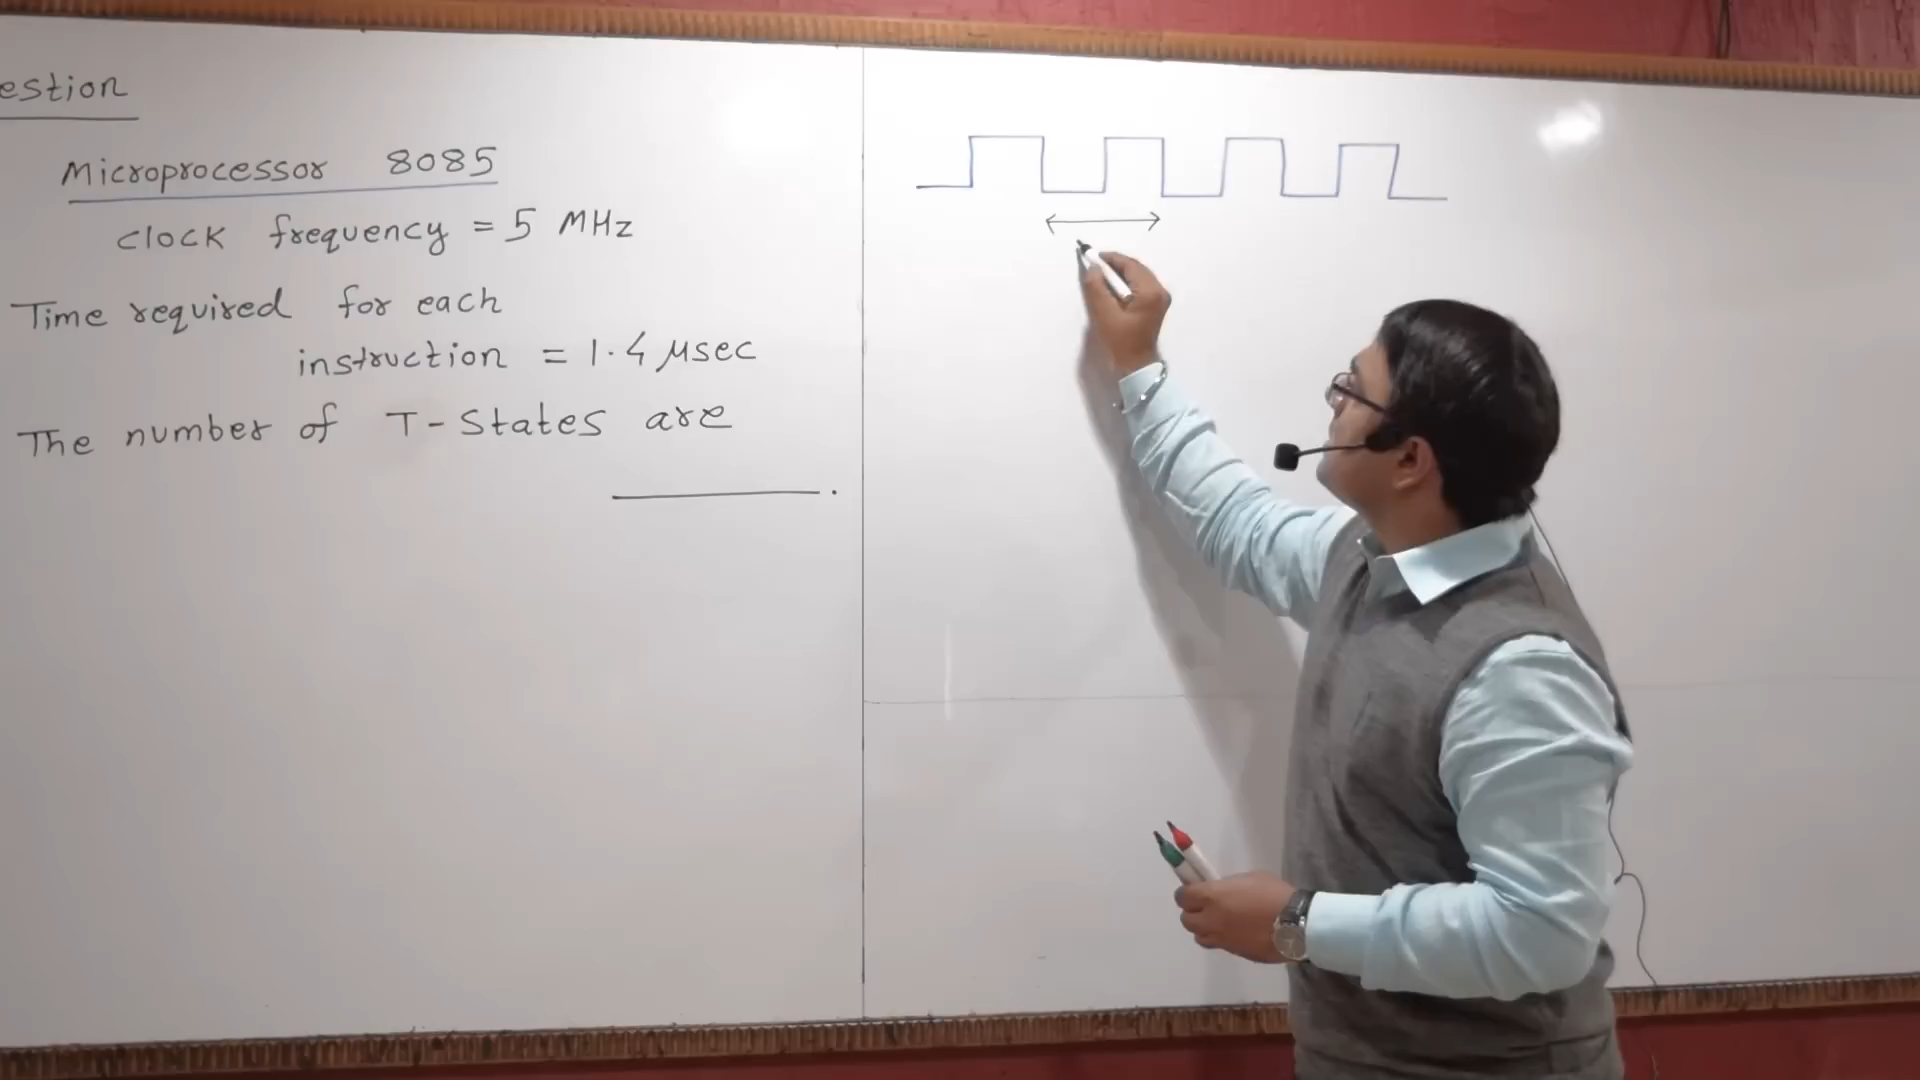 estion
Microprocessor 8085
clock frequency = 5 MHz
Time required for each
instruction = 1.4 μsec
The number of T-States are
______.